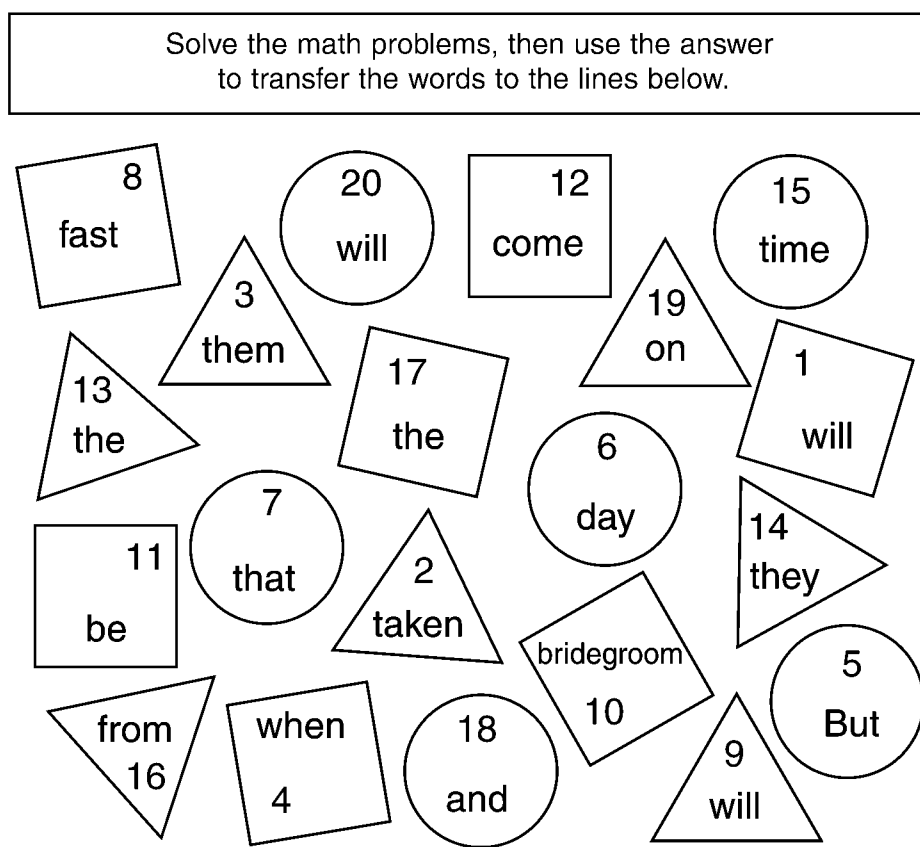 Solve the math problems, then use the answer
to transfer the words to the lines below.
8
fast
20
will
12
come
15
time
3
them
19
on
13
the
17
the
1
will
6
day
7
that
14
they
11
be
2
taken
bridegroom
10
5
But
from
16
when
4
18
and
9
will